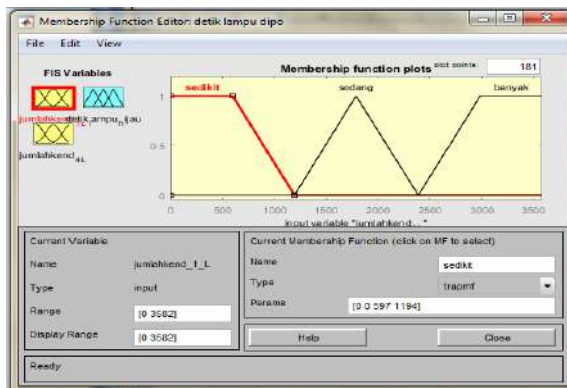 Membership Function Editor: detik lampu dipo
File Edit View
FIS Variables
Membership function plots
plot points:
181
sedikit
sedang
banyak
1
0.5
0
jumlahkend_4_L
0
500
1000
1500
2000
2500
3000
3500
input variable "jumlahkend..."
Current Variable
Name
jumlahkend_1_L
Type
input
Range
[0 3582]
Display Range
[0 3582]
Current Membership Function (click on MF to select)
Name
sedikit
Type
trapmf
Params
[0 0 597 1194]
Help
Close
Ready